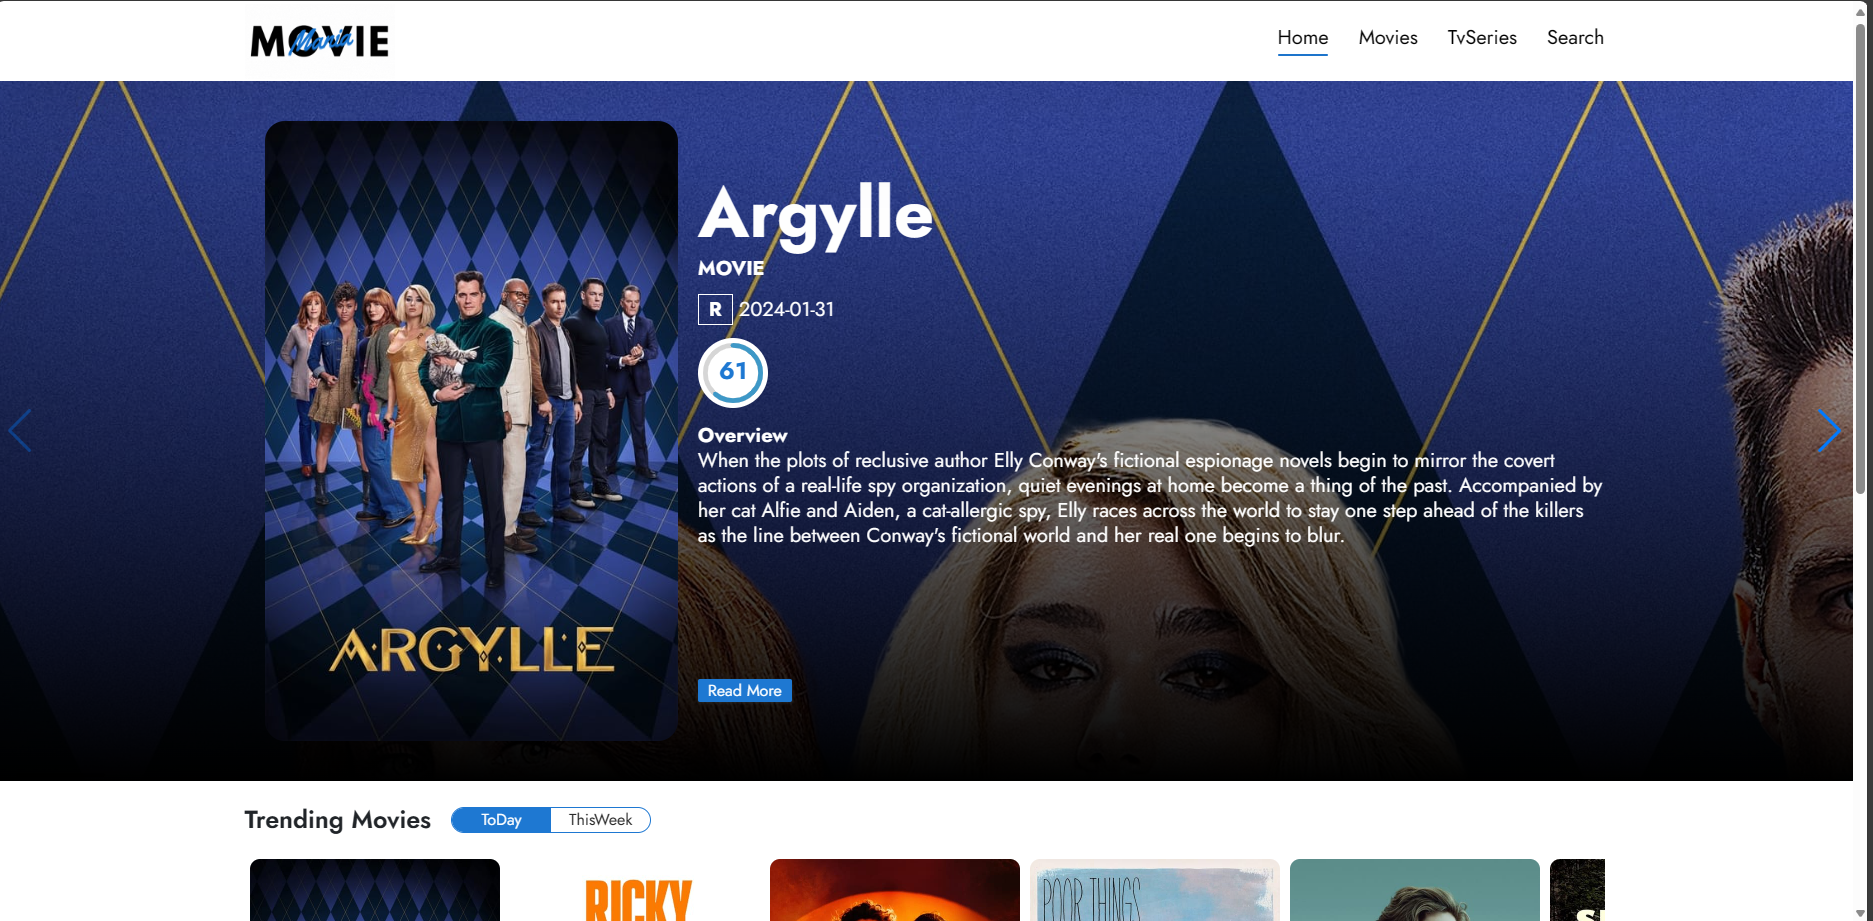 MOVIE
Mania
Home Movies TvSeries Search
Argylle
MOVIE
R 2024-01-31
61
Overview
When the plots of reclusive author Elly Conway's fictional espionage novels begin to mirror the covert
actions of a real-life spy organization, quiet evenings at home become a thing of the past. Accompanied by
her cat Alfie and Aiden, a cat-allergic spy, Elly races across the world to stay one step ahead of the killers
as the line between Conway's fictional world and her real one begins to blur.
ARGYLLE
Read More
Trending Movies ToDay ThisWeek
RICKY
POOR THINGS